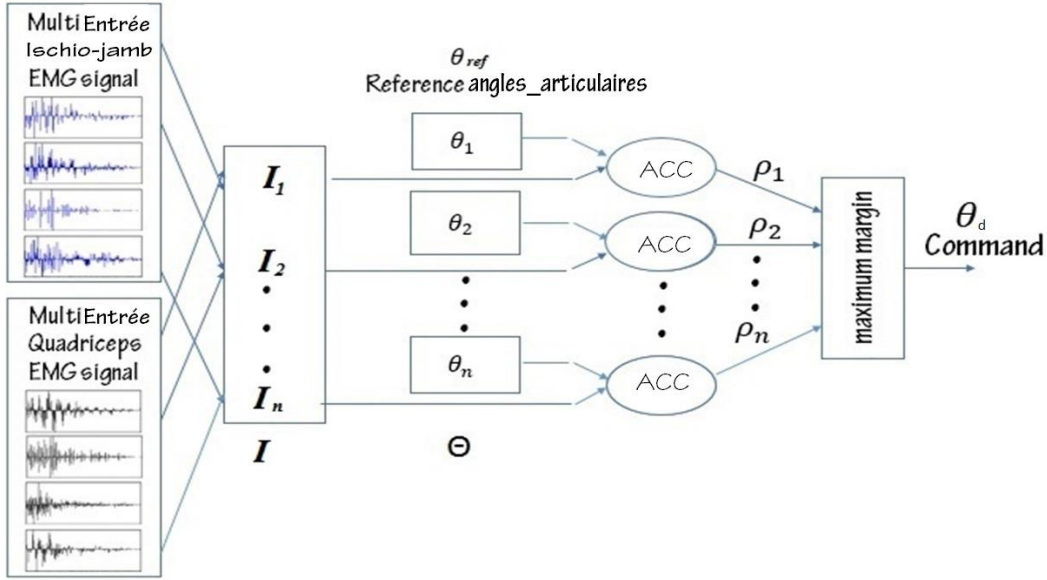 Multi Entrée
Ischio-jamb
EMG signal
Multi Entrée
Quadriceps
EMG signal
I1
I2
In
I
θref
Reference angles_articulaires
θ1
θ2
θn
Θ
ACC
ACC
ACC
ρ1
ρ2
ρn
maximum margin
θd
Command